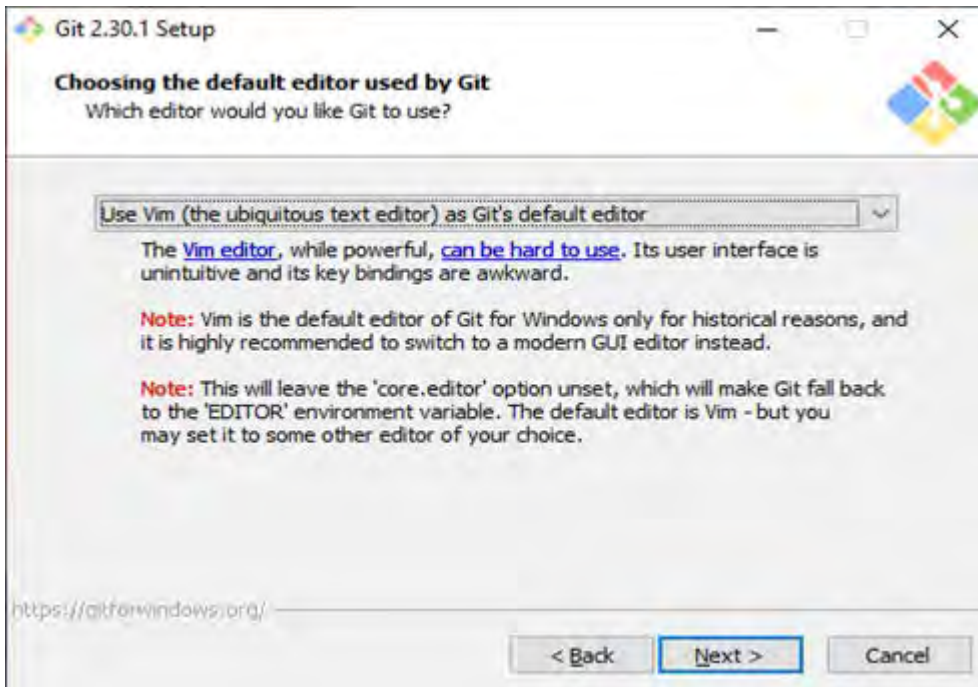 Git 2.30.1 Setup
Choosing the default editor used by Git
Which editor would you like Git to use?
Use Vim (the ubiquitous text editor) as Git's default editor
The Vim editor, while powerful, can be hard to use. Its user interface is
unintuitive and its key bindings are awkward.
Note: Vim is the default editor of Git for Windows only for historical reasons, and
it is highly recommended to switch to a modern GUI editor instead.
Note: This will leave the 'core.editor' option unset, which will make Git fall back
to the 'EDITOR' environment variable. The default editor is Vim - but you
may set it to some other editor of your choice.
https://gitforwindows.org/
< Back
Next >
Cancel